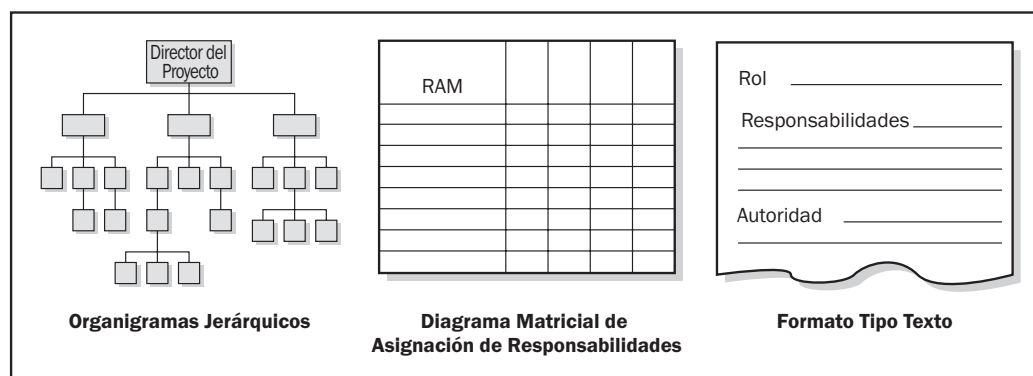 Director del
Proyecto
Organigramas Jerárquicos
RAM
Diagrama Matricial de
Asignación de Responsabilidades
Rol
Responsabilidades
Autoridad
Formato Tipo Texto